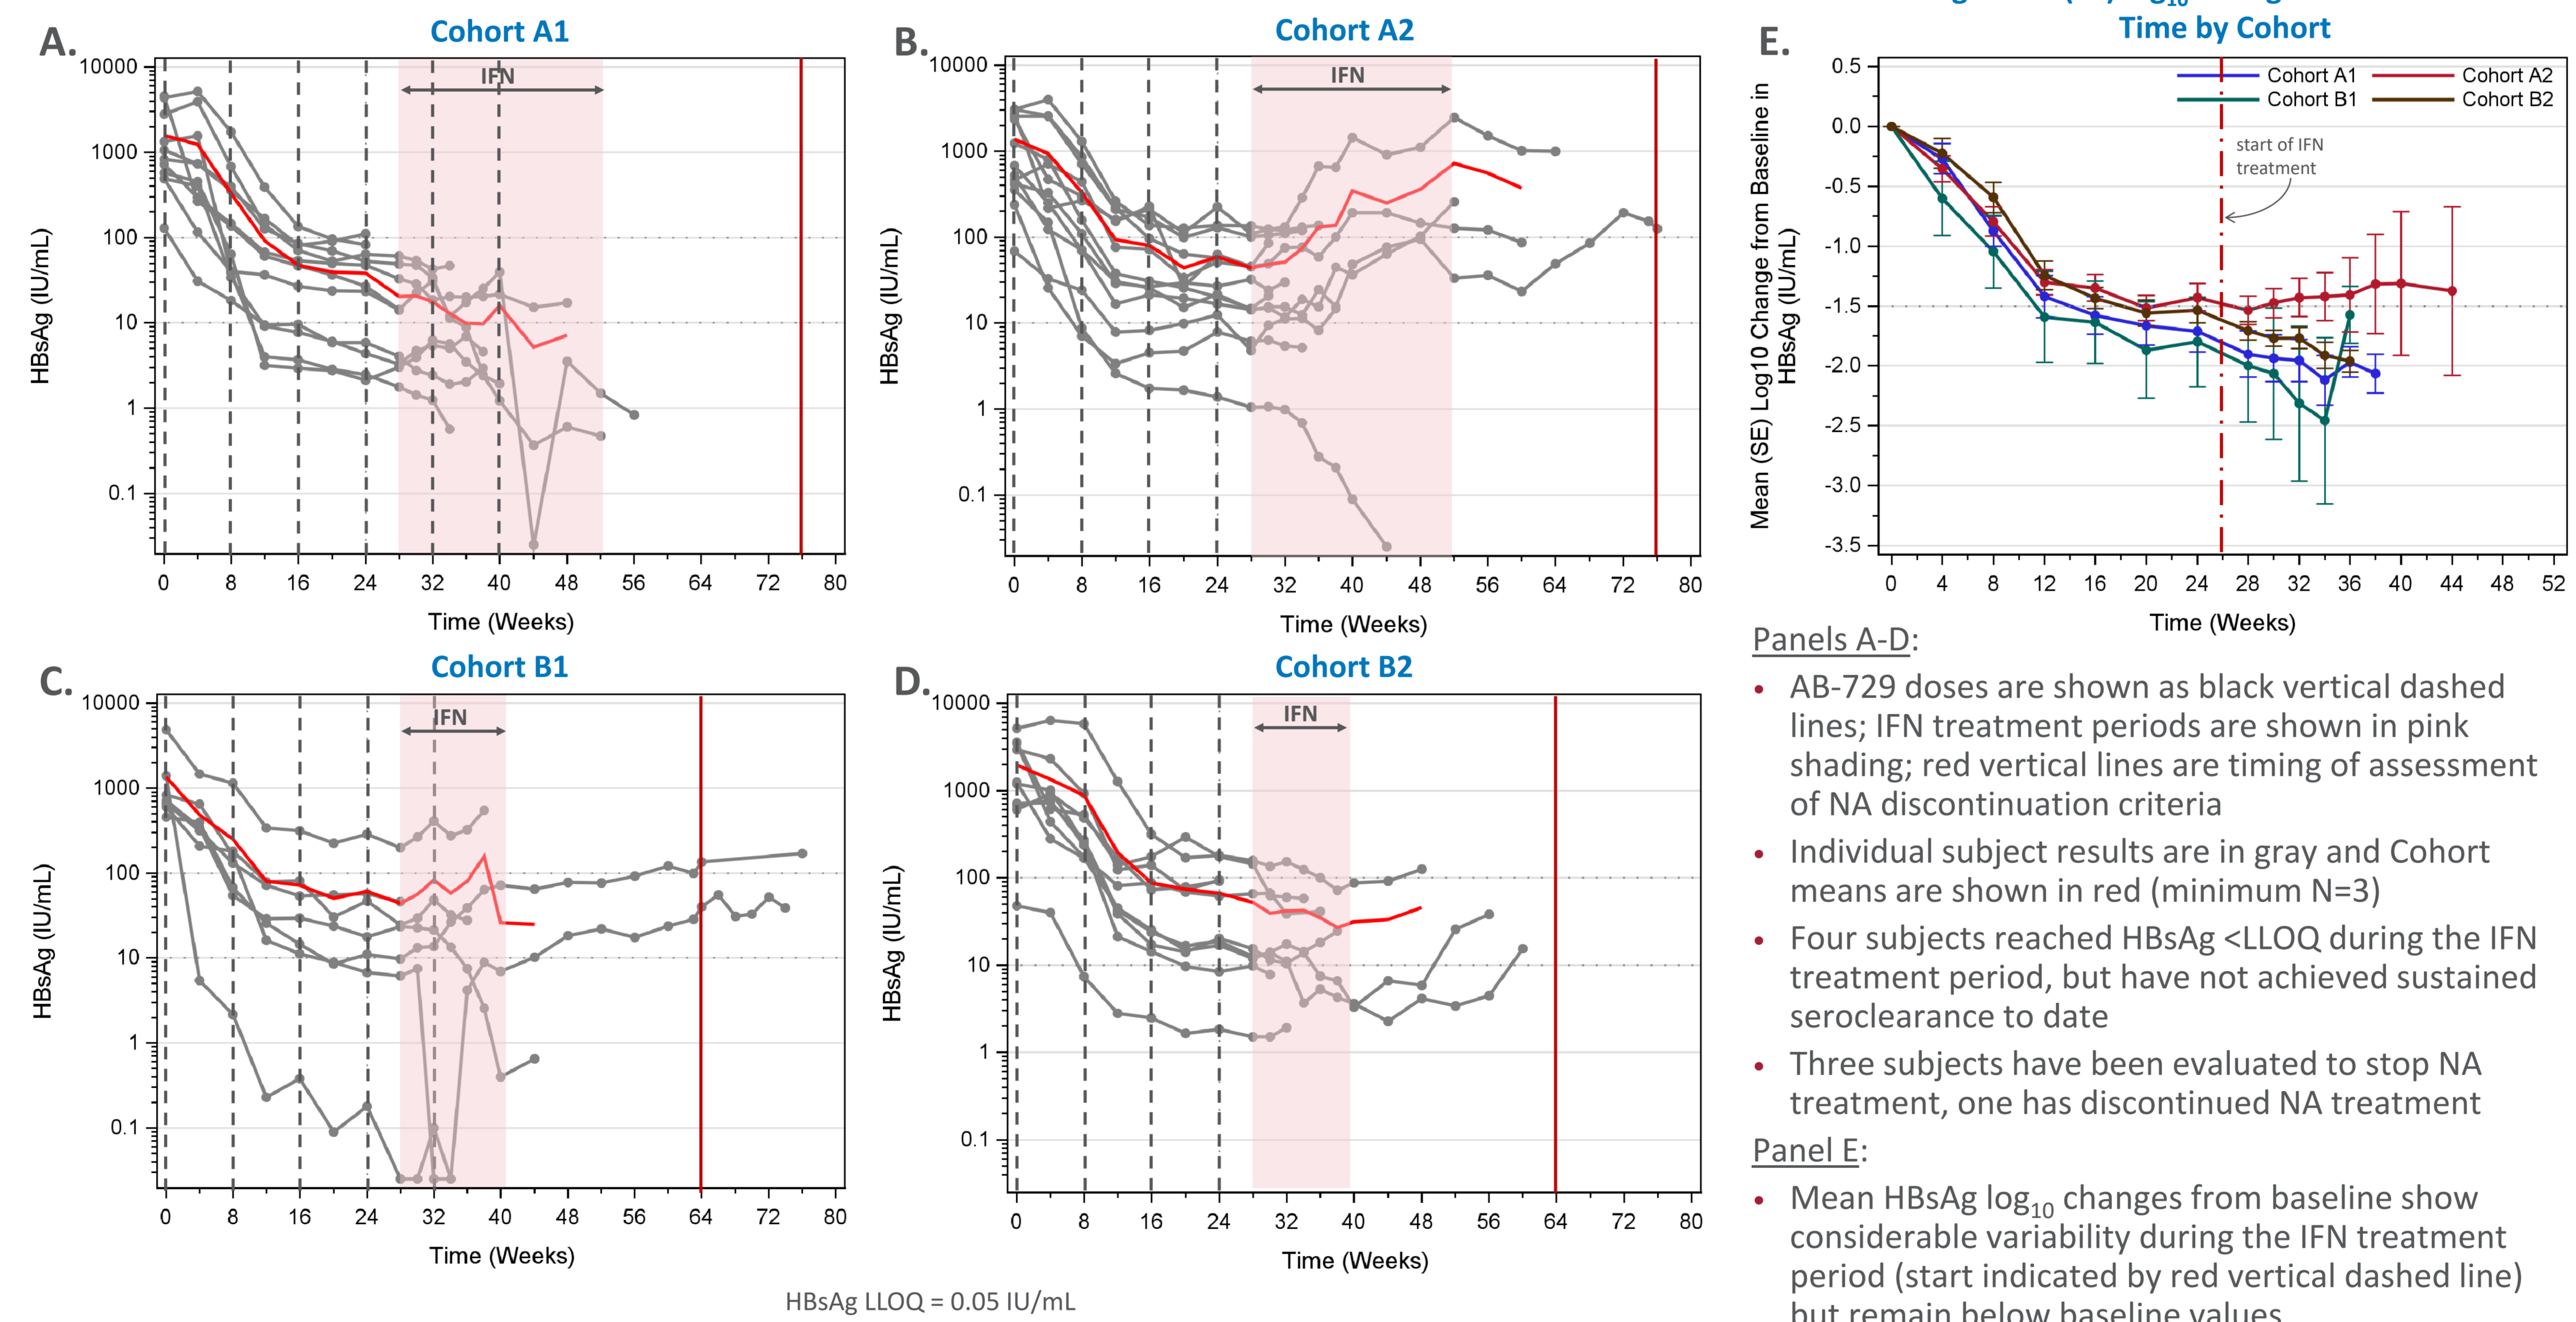 A.
Cohort A1
10000
1000
100
10
1
0.1
HBsAg (IU/mL)
IFN
0 8 16 24 32 40 48 56 64 72 80
Time (Weeks)
B.
Cohort A2
10000
1000
100
10
1
0.1
HBsAg (IU/mL)
IFN
0 8 16 24 32 40 48 56 64 72 80
Time (Weeks)
Time by Cohort
E.
0.5
0.0
-0.5
-1.0
-1.5
-2.0
-2.5
-3.0
-3.5
Mean (SE) Log10 Change from Baseline in
HBsAg (IU/mL)
Cohort A1 Cohort A2
Cohort B1 Cohort B2
start of IFN
treatment
0 4 8 12 16 20 24 28 32 36 40 44 48 52
Time (Weeks)
C.
Cohort B1
10000
1000
100
10
1
0.1
HBsAg (IU/mL)
IFN
0 8 16 24 32 40 48 56 64 72 80
Time (Weeks)
D.
Cohort B2
10000
1000
100
10
1
0.1
HBsAg (IU/mL)
IFN
0 8 16 24 32 40 48 56 64 72 80
Time (Weeks)
HBsAg LLOQ = 0.05 IU/mL
Panels A-D:
• AB-729 doses are shown as black vertical dashed
lines; IFN treatment periods are shown in pink
shading; red vertical lines are timing of assessment
of NA discontinuation criteria
• Individual subject results are in gray and Cohort
means are shown in red (minimum N=3)
• Four subjects reached HBsAg <LLOQ during the IFN
treatment period, but have not achieved sustained
seroclearance to date
• Three subjects have been evaluated to stop NA
treatment, one has discontinued NA treatment
Panel E:
• Mean HBsAg log10 changes from baseline show
considerable variability during the IFN treatment
period (start indicated by red vertical dashed line)
but remain below baseline values